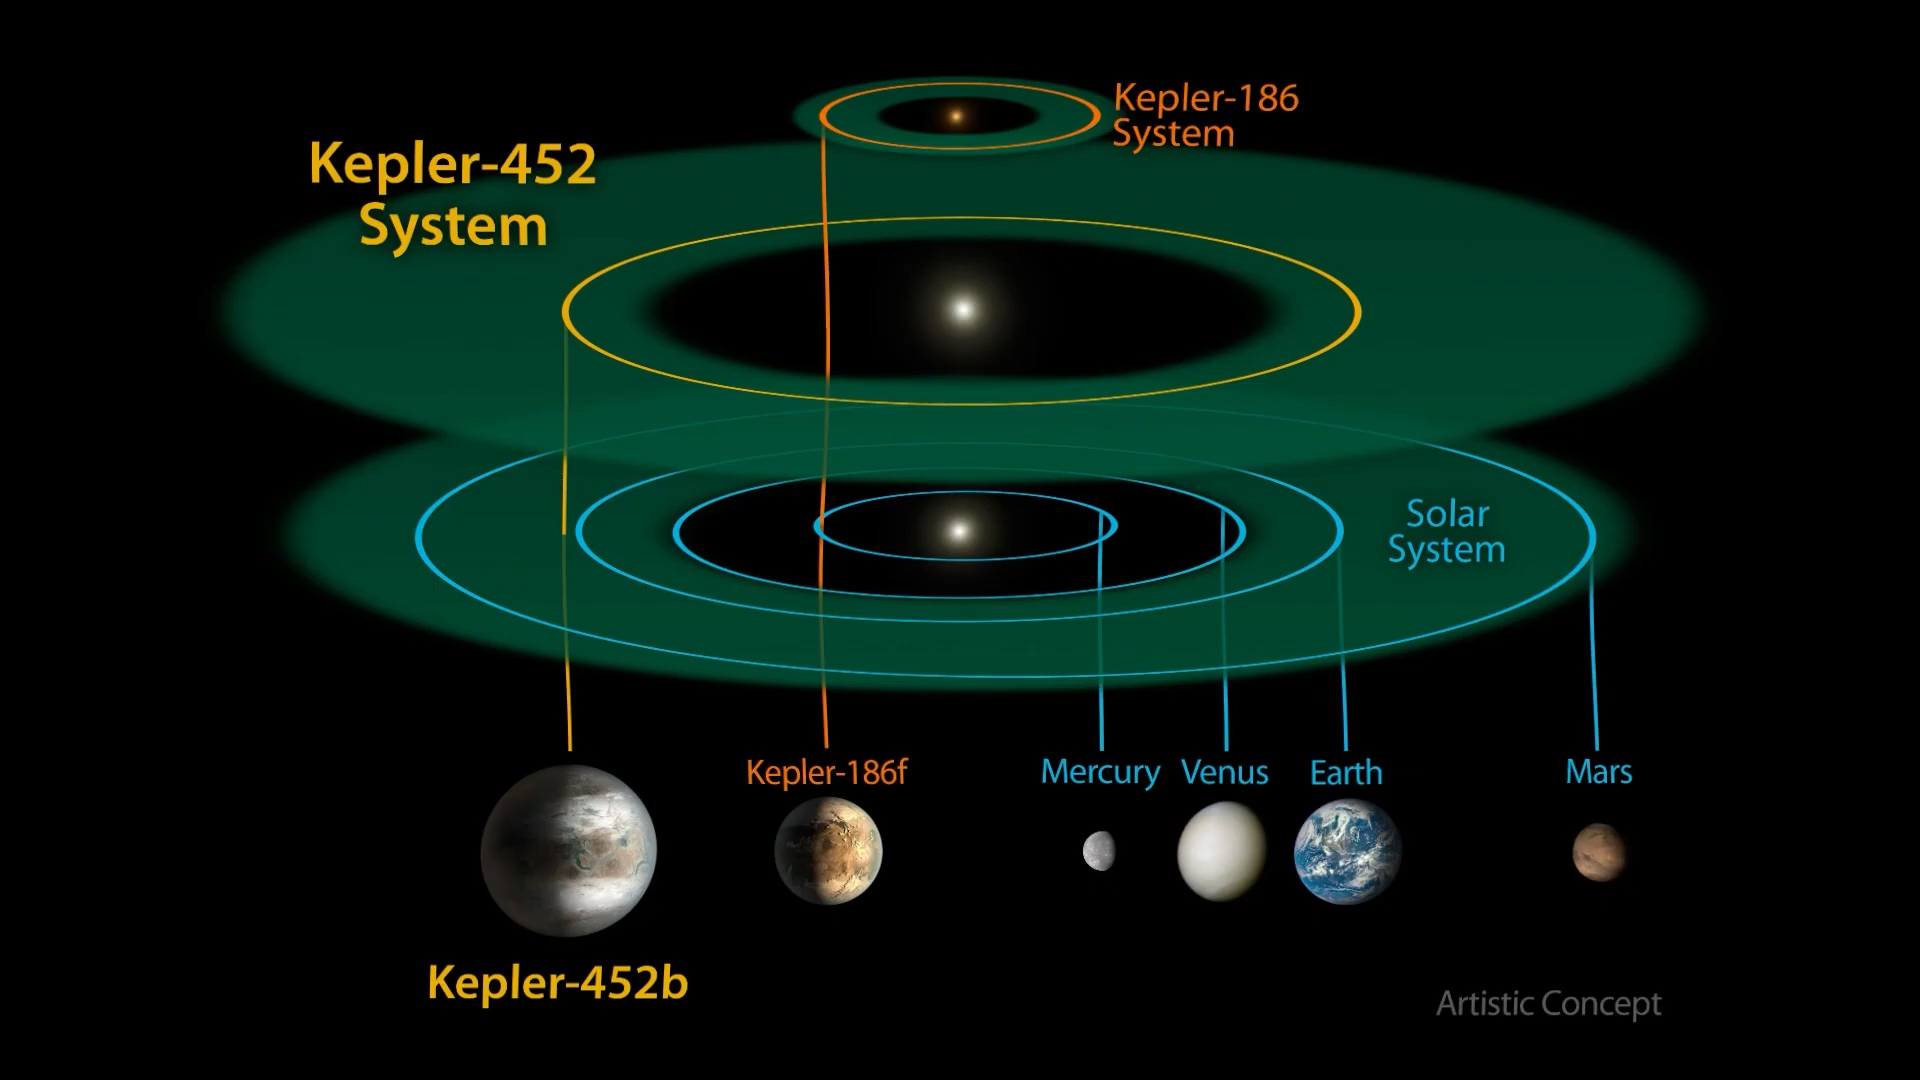 Kepler-186
System
Kepler-452
System
Solar
System
Kepler-186f
Mercury
Venus
Earth
Mars
Kepler-452b
Artistic Concept